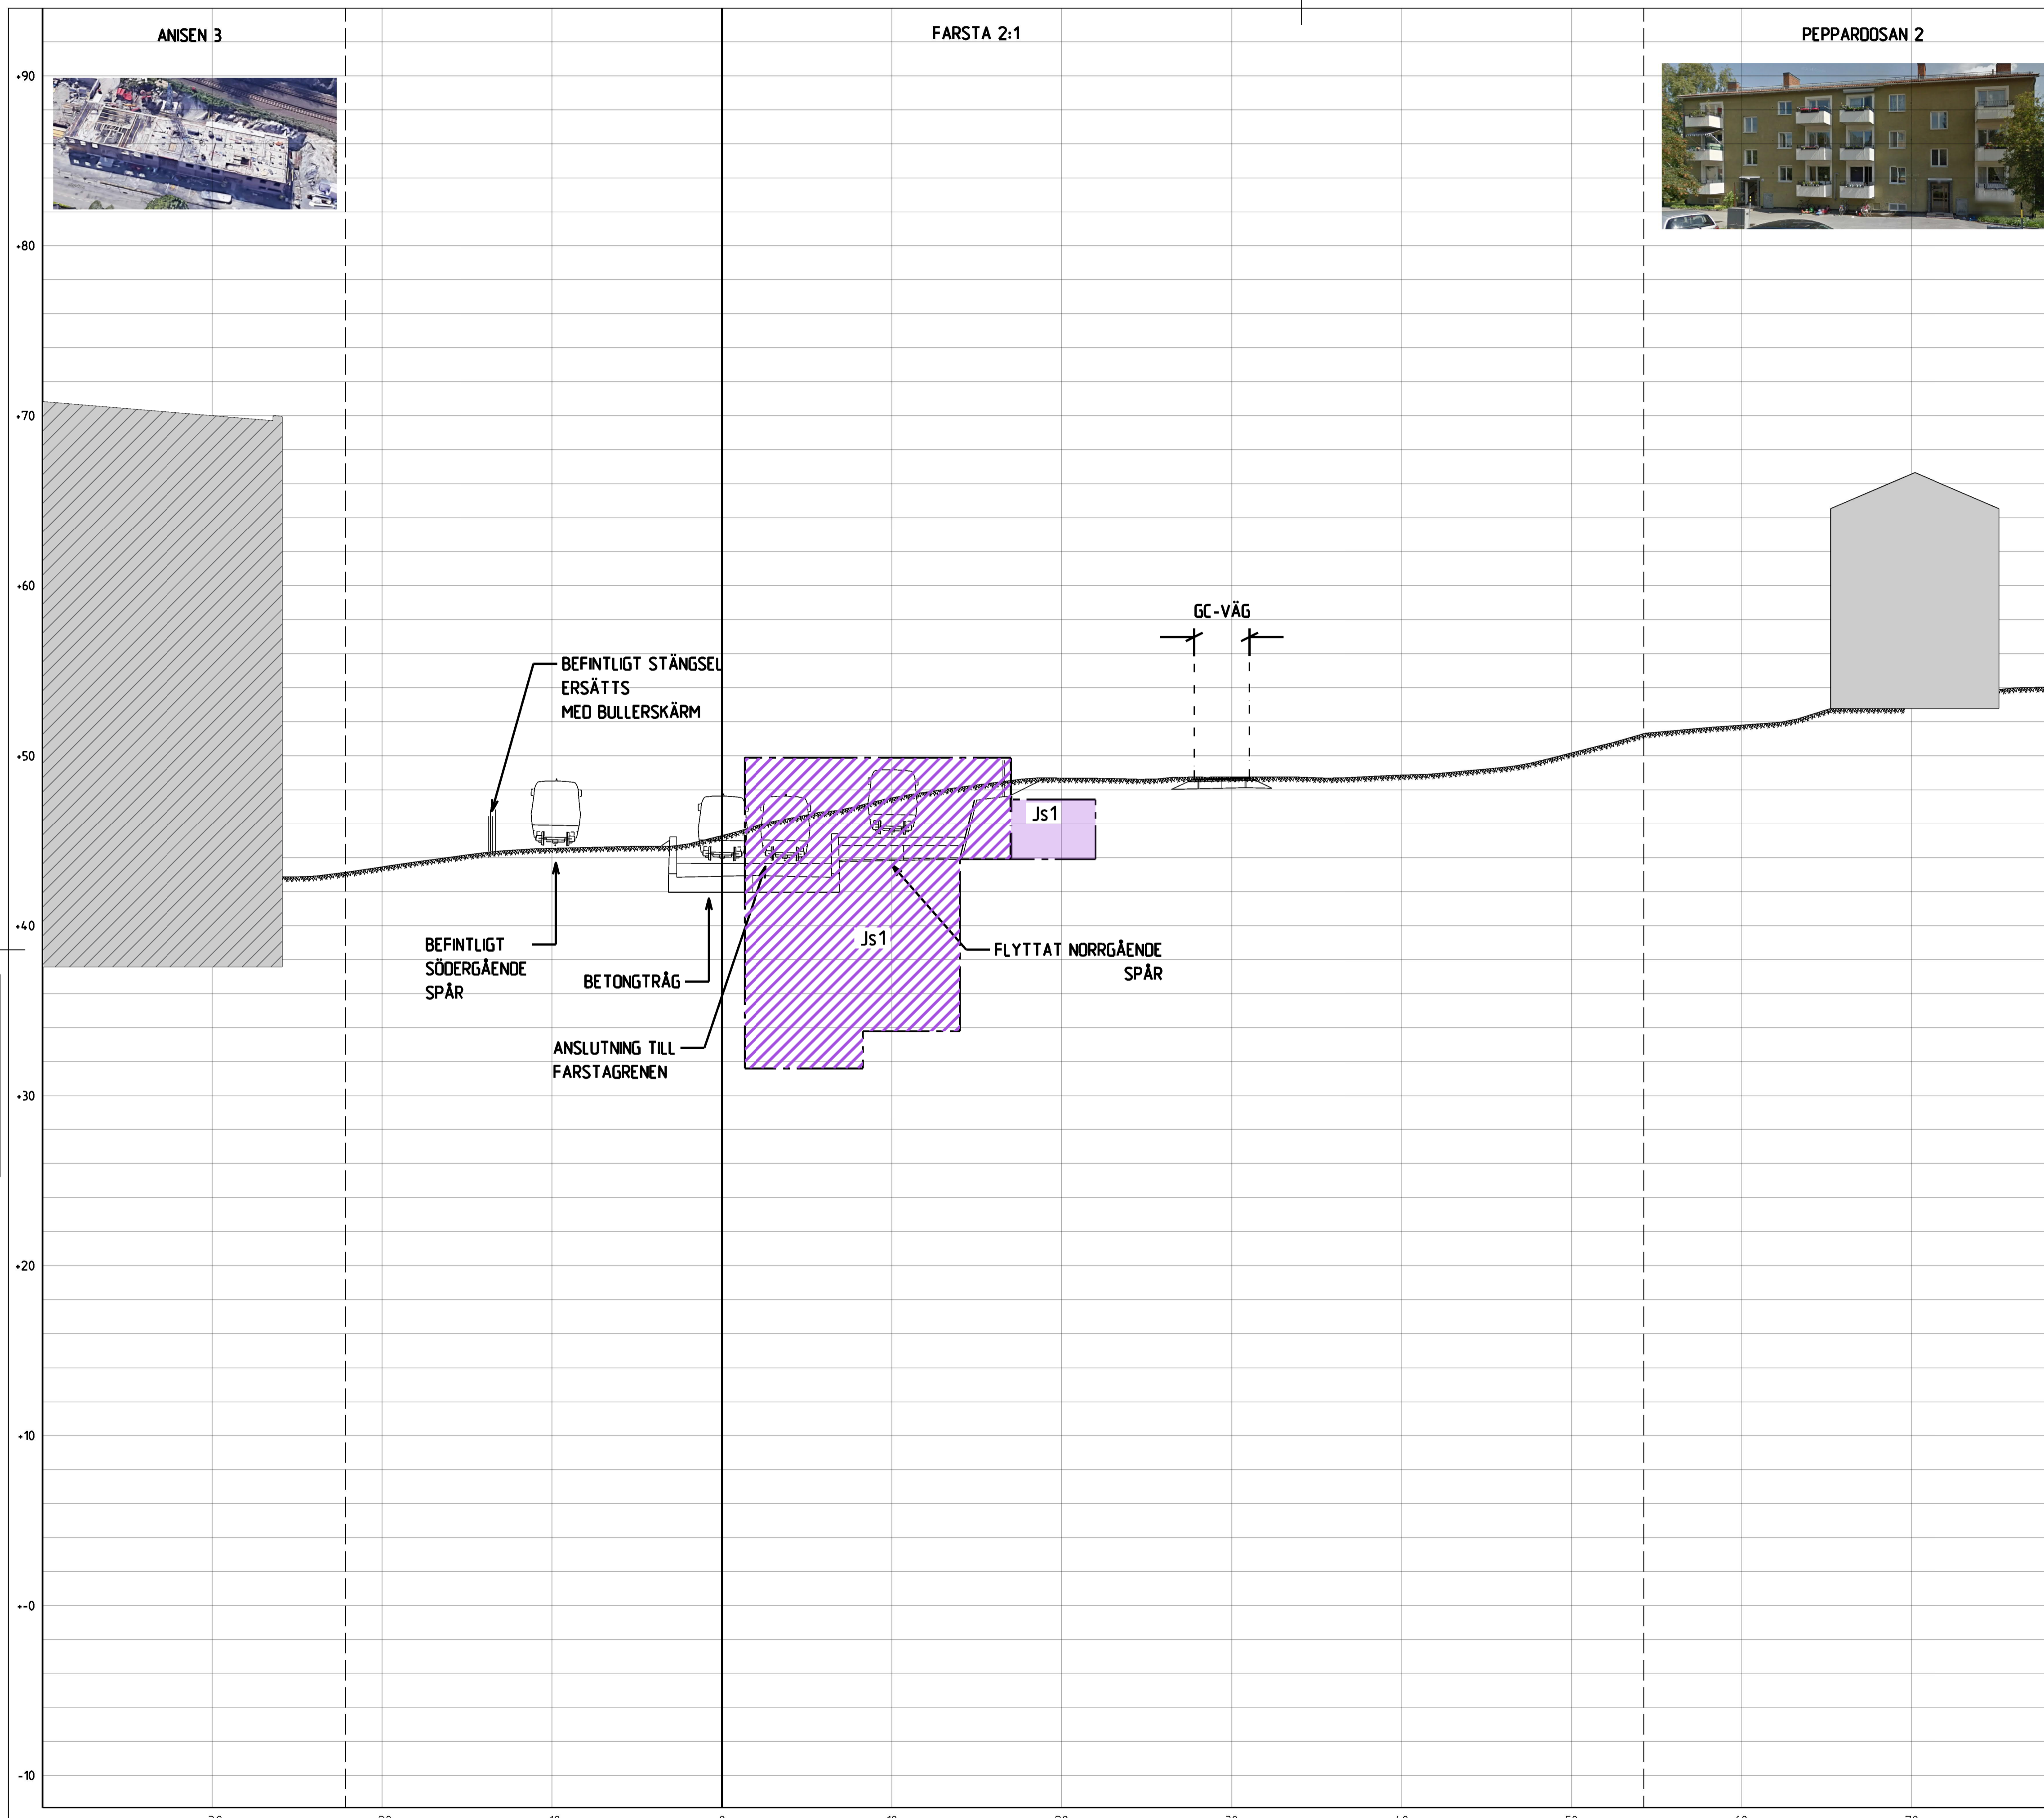 ANISEN 3
FARSTA 2:1
PEPPARDOSAN 2
+90
+80
+70
+60
+50
+40
+30
+20
+10
+-0
-10
GC-VÄG
BEFINTLIGT STÄNGSEL
ERSÄTTS
MED BULLERSKÄRM
Js1
Js1
BEFINTLIGT
SÖDERGÅENDE
SPÅR
BETONGTRÅG
FLYTTAT NORRGÅENDE
SPÅR
ANSLUTNING TILL
FARSTAGRENEN